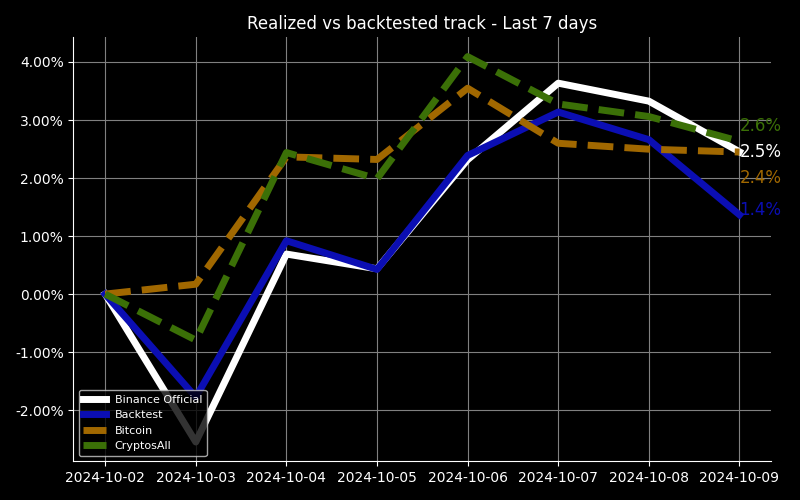 Realized vs backtested track - Last 7 days
4.00%
3.00%
2.00%
1.00%
0.00%
-1.00%
-2.00%
2.6%
2.5%
2.4%
1.4%
Binance Official
Backtest
Bitcoin
CryptosAll
2024-10-02 2024-10-03 2024-10-04 2024-10-05 2024-10-06 2024-10-07 2024-10-08 2024-10-09